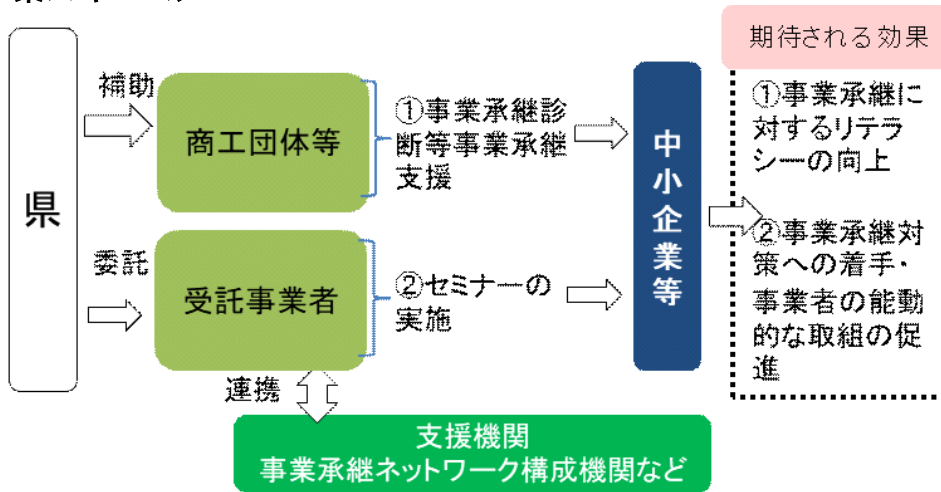 県
補助
商工団体等
①事業承継診
断等事業承継
支援
委託
受託事業者
②セミナーの
実施
連携
支援機関
事業承継ネットワーク構成機関など
中小企業等
期待される効果
①事業承継に
対するリテラ
シーの向上
②事業承継対
策への着手・
事業者の能動
的な取組の促
進